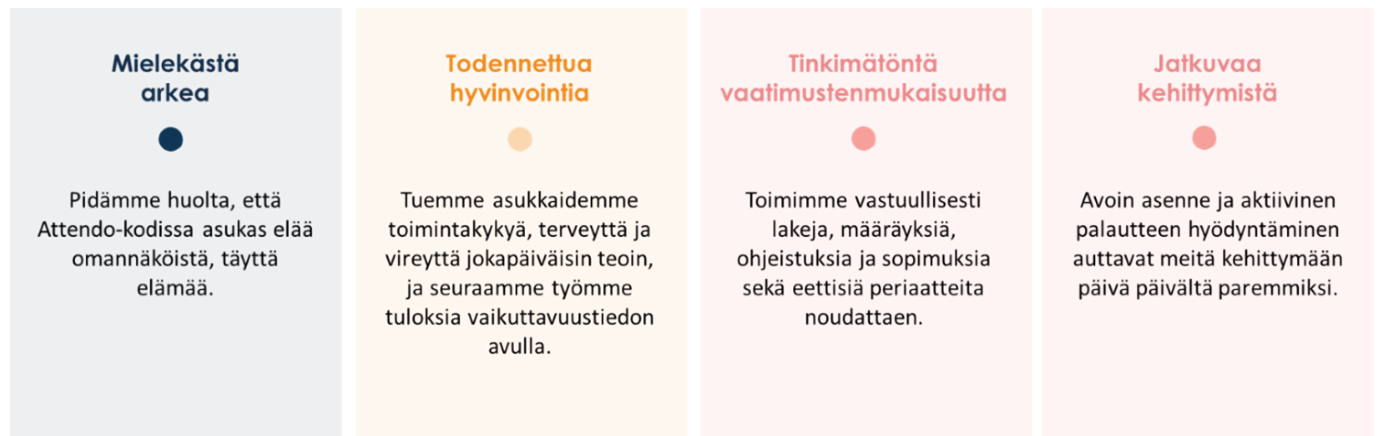 Mielekästä
arkea
Pidämme huolta, että
Attendo-kodissa asukas elää
omannäköistä, täyttä
elämää.
Todennettua
hyvinvointia
Tuemme asukkaidemme
toimintakykyä, terveyttä ja
vireyttä jokapäiväisin teoin,
ja seuraamme työmme
tuloksia vaikuttavuustiedon
avulla.
Tinkimätöntä
vaatimustenmukaisuutta
Toimimme vastuullisesti
lakeja, määräyksiä,
ohjeistuksia ja sopimuksia
sekä eettisiä periaatteita
noudattaen.
Jatkuvaa
kehittymistä
Avoin asenne ja aktiivinen
palautteen hyödyntäminen
auttavat meitä kehittymään
päivä päivältä paremmiksi.